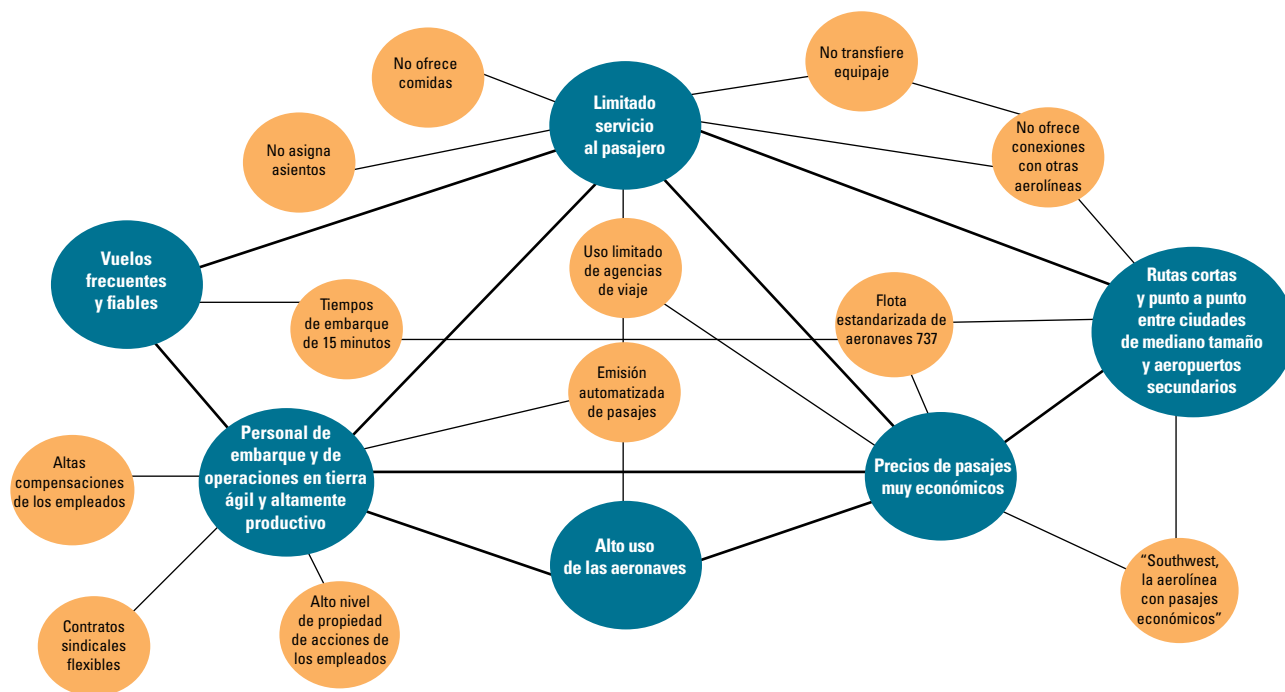 No ofrece
comidas
No transfiere
equipaje
Limitado
servicio
al pasajero
No asigna
asientos
No ofrece
conexiones
con otras
aerolíneas
Vuelos
frecuentes
y fiables
Uso limitado
de agencias
de viaje
Tiempos
de embarque
de 15 minutos
Flota
estandarizada de
aeronaves 737
Rutas cortas
y punto a punto
entre ciudades
de mediano tamaño
y aeropuertos
secundarios
Emisión
automatizada
de pasajes
Altas
compensaciones
de los empleados
Personal de
embarque y de
operaciones en tierra
ágil y altamente
productivo
Precios de pasajes
muy económicos
Alto uso
de las aeronaves
"Southwest,
la aerolínea
con pasajes
económicos”
Contratos
sindicales
flexibles
Alto nivel
de propiedad
de acciones de
los empleados